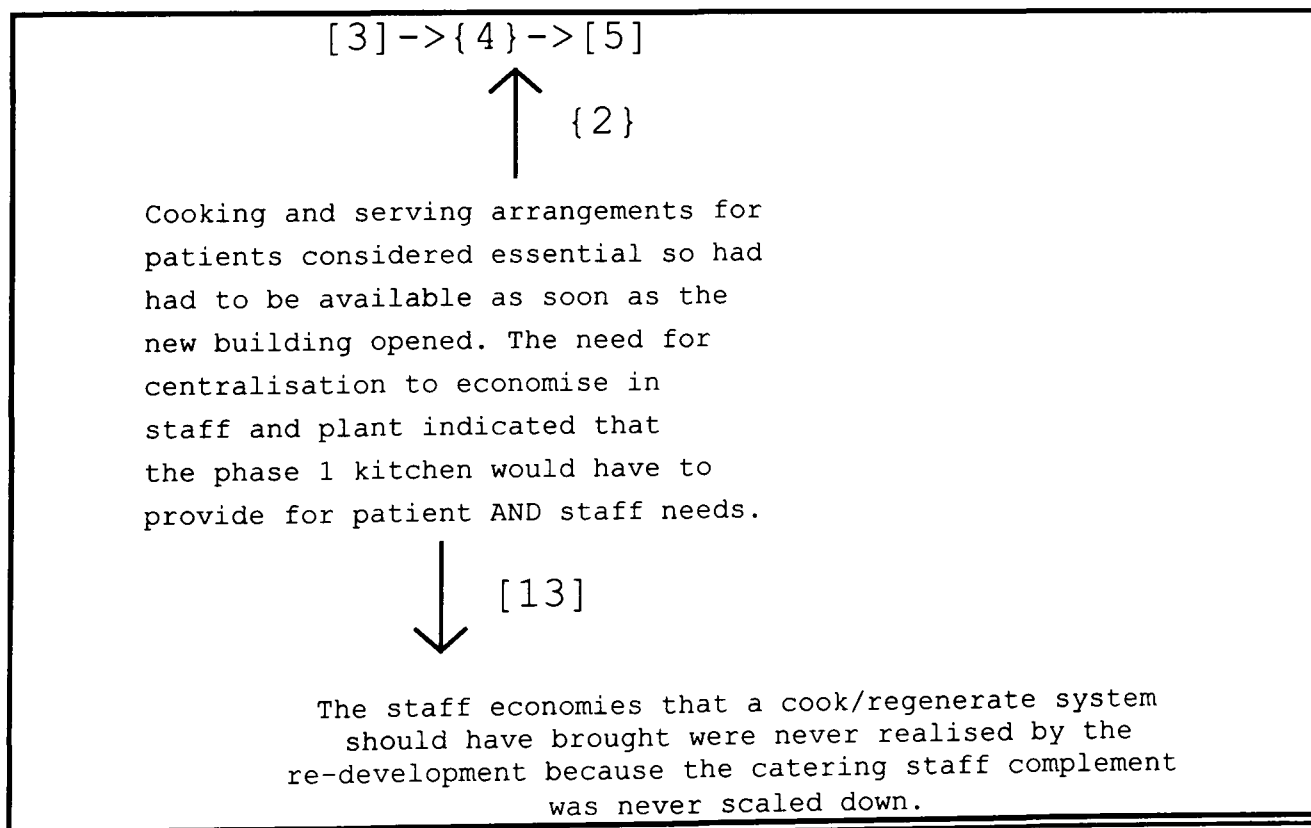 [3]->{4}->[5]
{2}
Cooking and serving arrangements for
patients considered essential so had
had to be available as soon as the
new building opened. The need for
centralisation to economise in
staff and plant indicated that
the phase 1 kitchen would have to
provide for patient AND staff needs.
[13]
The staff economies that a cook/regenerate system
should have brought were never realised by the
re-development because the catering staff complement
was never scaled down.